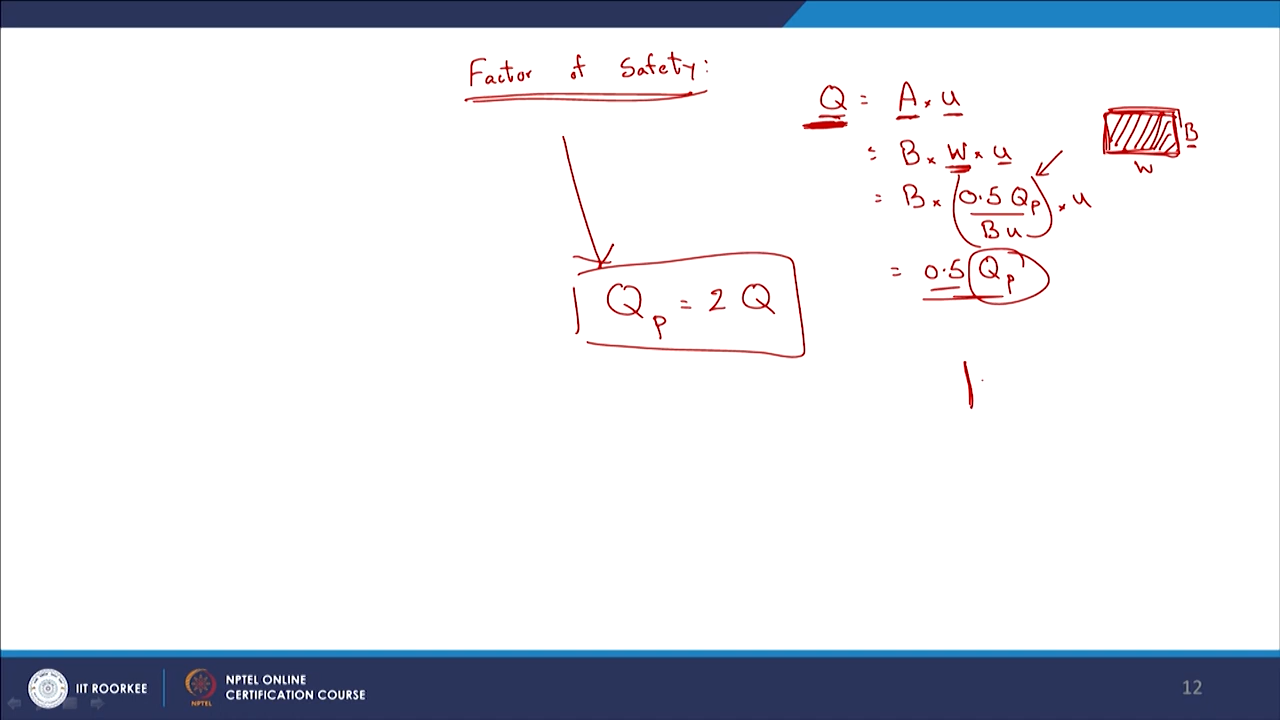 Factor of Safety:
Q = A × u
= B × W × u
= B × (0.5 Qp / B u) × u
= 0.5 Qp
B
W
Qp = 2 Q
IIT ROORKEE
NPTEL ONLINE
CERTIFICATION COURSE
NPTEL
12